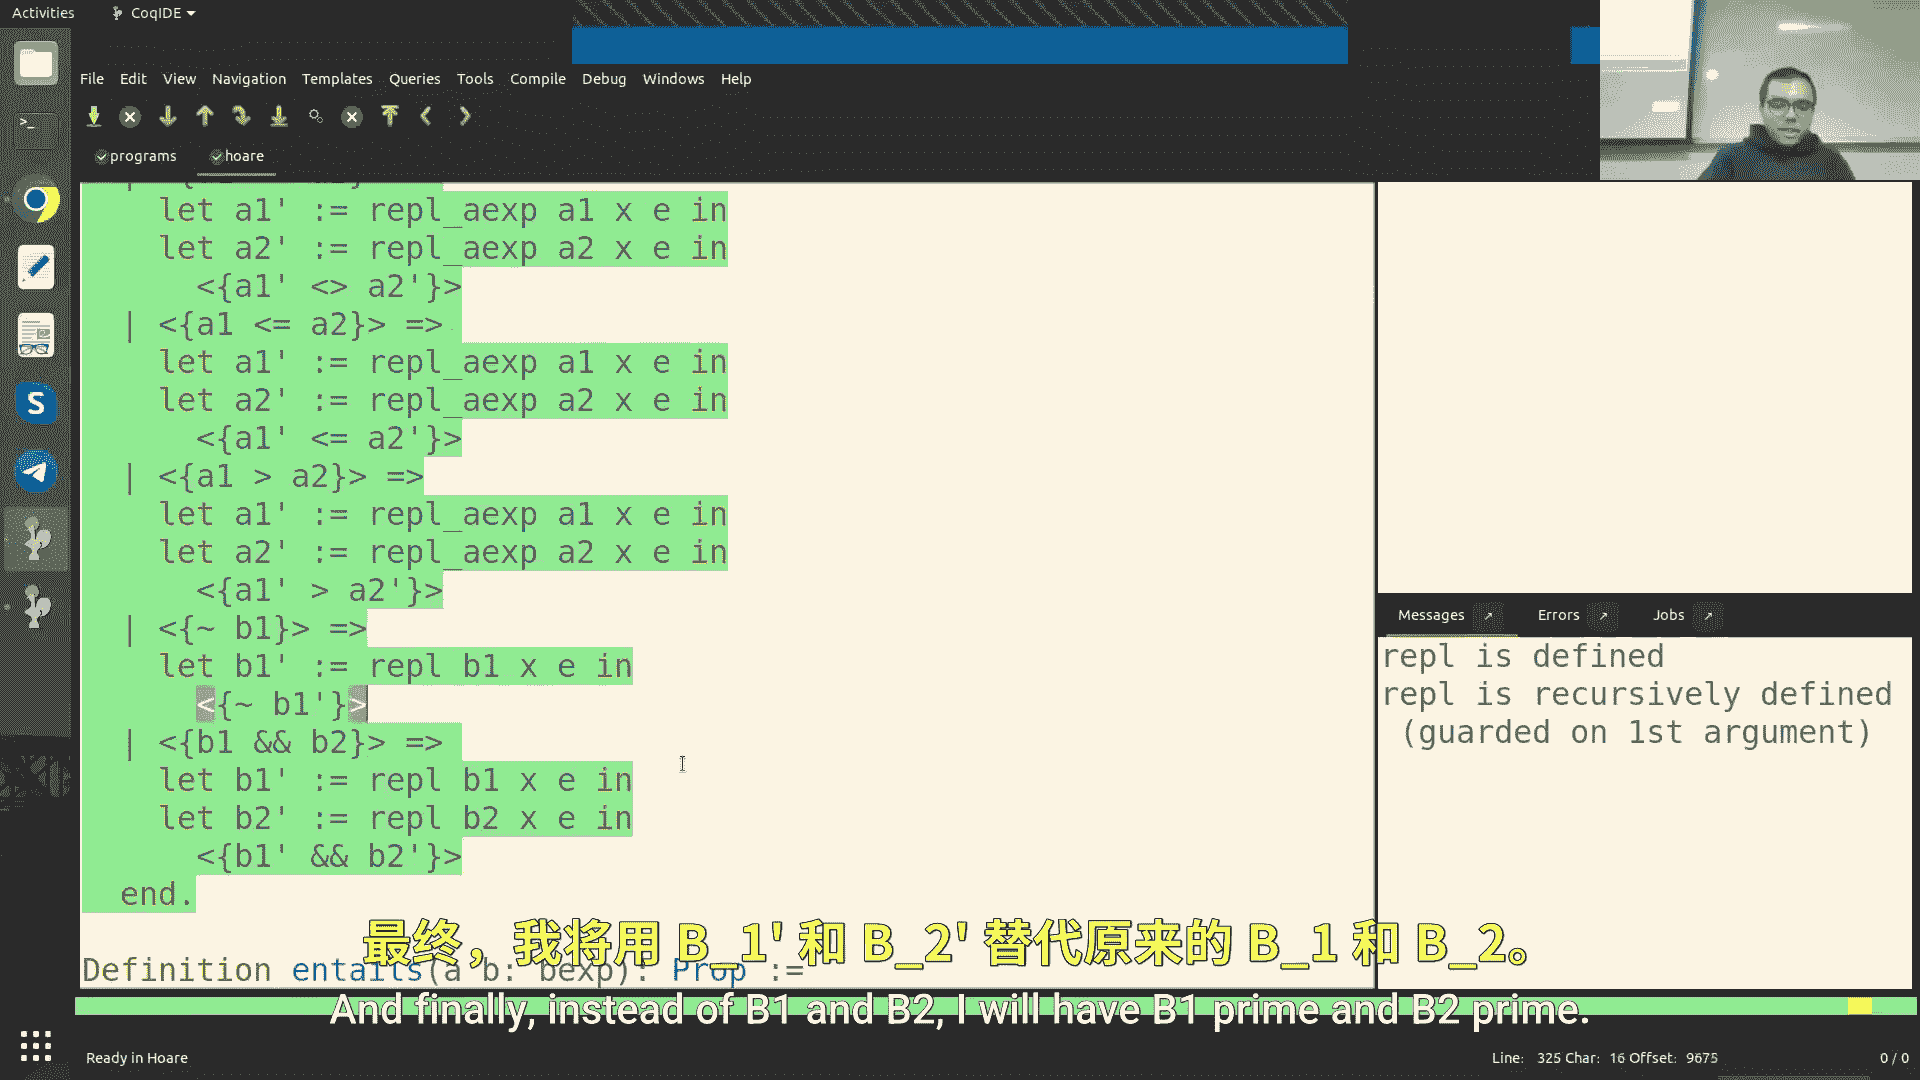 Activities
CoqIDE
File Edit View Navigation Templates Queries Tools Compile Debug Windows Help
programs hoare
let a1' := repl_aexp a1 x e in
let a2' := repl_aexp a2 x e in
<{a1' <> a2'}>
| <{a1 <= a2}> =>
let a1' := repl_aexp a1 x e in
let a2' := repl_aexp a2 x e in
<{a1' <= a2'}>
| <{a1 > a2}> =>
let a1' := repl_aexp a1 x e in
let a2' := repl_aexp a2 x e in
<{a1' > a2'}>
| <{~ b1}> =>
let b1' := repl b1 x e in
<{~ b1'}>
| <{b1 && b2}> =>
let b1' := repl b1 x e in
let b2' := repl b2 x e in
<{b1' && b2'}>
end.
Definition entails(a b: bexp): Prop :=
Messages Errors Jobs
repl is defined
repl is recursively defined
(guarded on 1st argument)
最终，我将用 B_1' 和 B_2' 替代原来的 B_1 和 B_2。
And finally, instead of B1 and B2, I will have B1 prime and B2 prime.
Ready in Hoare
Line: 325 Char: 16 Offset: 9675
0 / 0